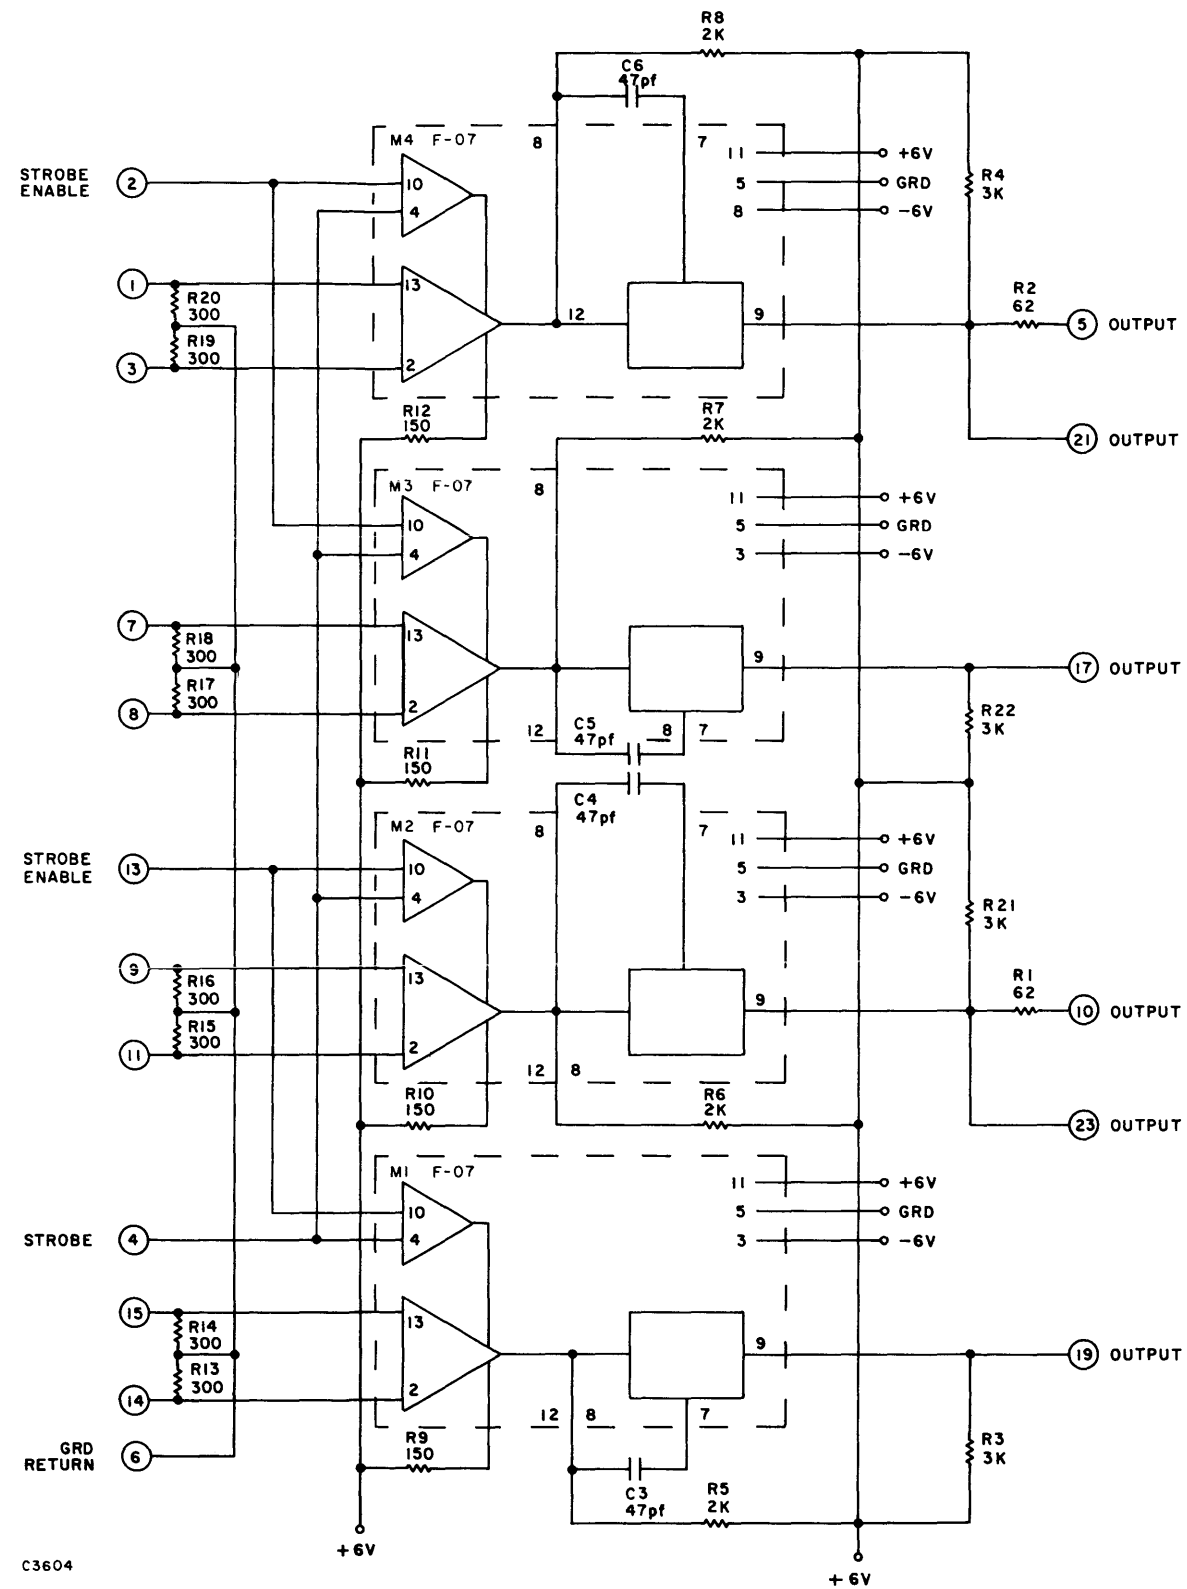 R8
2K
C6
47pf
M4 F-07
8
7
11
+6V
STROBE
ENABLE
2
10
5
GRD
R4
3K
4
8
-6V
1
13
R20
300
R2
62
12
9
5
OUTPUT
R19
300
3
2
R12
150
R7
2K
21
OUTPUT
M3 F-07
8
11
+6V
10
5
GRD
4
3
-6V
7
13
R18
300
9
17
OUTPUT
R17
300
8
2
R22
3K
12
C5
47pf
8
7
R11
150
C4
47pf
M2 F-07
8
7
11
+6V
STROBE
ENABLE
13
10
5
GRD
4
3
-6V
R21
3K
9
13
R16
300
R1
62
9
10
OUTPUT
R15
300
11
2
12
8
R10
150
R6
2K
23
OUTPUT
M1 F-07
11
+6V
10
5
GRD
STROBE
4
4
3
-6V
15
13
R14
300
9
19
OUTPUT
R13
300
14
2
12
8
7
GRD
RETURN
6
R9
150
R3
3K
C3
47pf
R5
2K
+6V
C3604
+6V